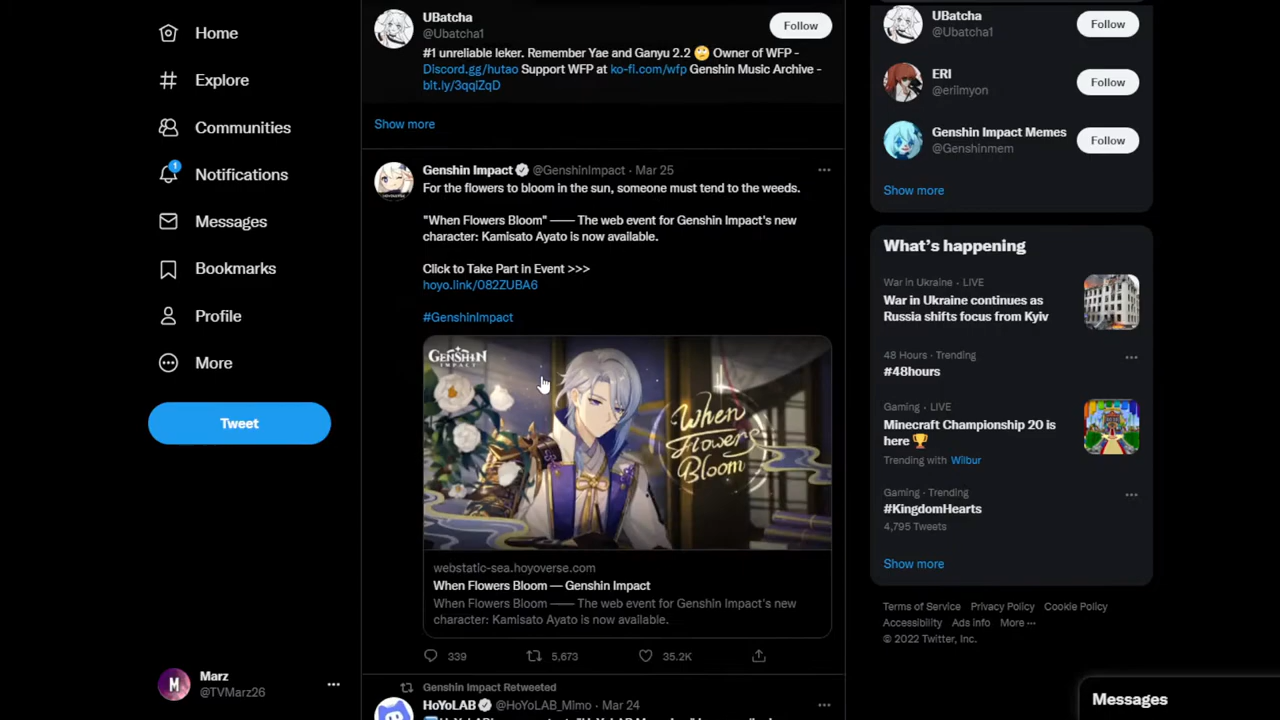 Home
Explore
Communities
1
Notifications
Messages
Bookmarks
Profile
More
Tweet
Marz
@TVMarz26
UBatcha
@Ubatcha1
Follow
#1 unreliable leker. Remember Yae and Ganyu 2.2 🙄 Owner of WFP -
Discord.gg/hutao Support WFP at ko-fi.com/wfp Genshin Music Archive -
bit.ly/3qqiZqD
Show more
Genshin Impact @GenshinImpact · Mar 25
For the flowers to bloom in the sun, someone must tend to the weeds.
"When Flowers Bloom" —— The web event for Genshin Impact's new
character: Kamisato Ayato is now available.
Click to Take Part in Event >>>
hoyo.link/082ZUBA6
#GenshinImpact
GENSHIN
IMPACT
When
Flowers
Bloom
webstatic-sea.hoyoverse.com
When Flowers Bloom — Genshin Impact
When Flowers Bloom —— The web event for Genshin Impact's new
character: Kamisato Ayato is now available.
339
5,673
35.2K
Genshin Impact Retweeted
HoYoLAB @HoYoLAB_Mimo · Mar 24
UBatcha
@Ubatcha1
Follow
ERI
@eriimyon
Follow
Genshin Impact Memes
@Genshinmem
Follow
Show more
What's happening
War in Ukraine · LIVE
War in Ukraine continues as
Russia shifts focus from Kyiv
48 Hours · Trending
#48hours
Gaming · LIVE
Minecraft Championship 20 is
here 🏆
Trending with Wilbur
Gaming · Trending
#KingdomHearts
4,795 Tweets
Show more
Terms of Service Privacy Policy Cookie Policy
Accessibility Ads info More ···
© 2022 Twitter, Inc.
Messages